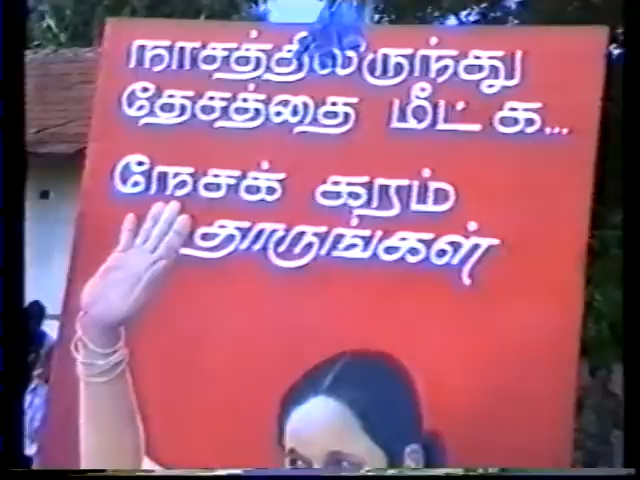 நாசத்திலிருந்து
தேசத்தை மீட்க...
நேசக் கரம்
தாருங்கள்